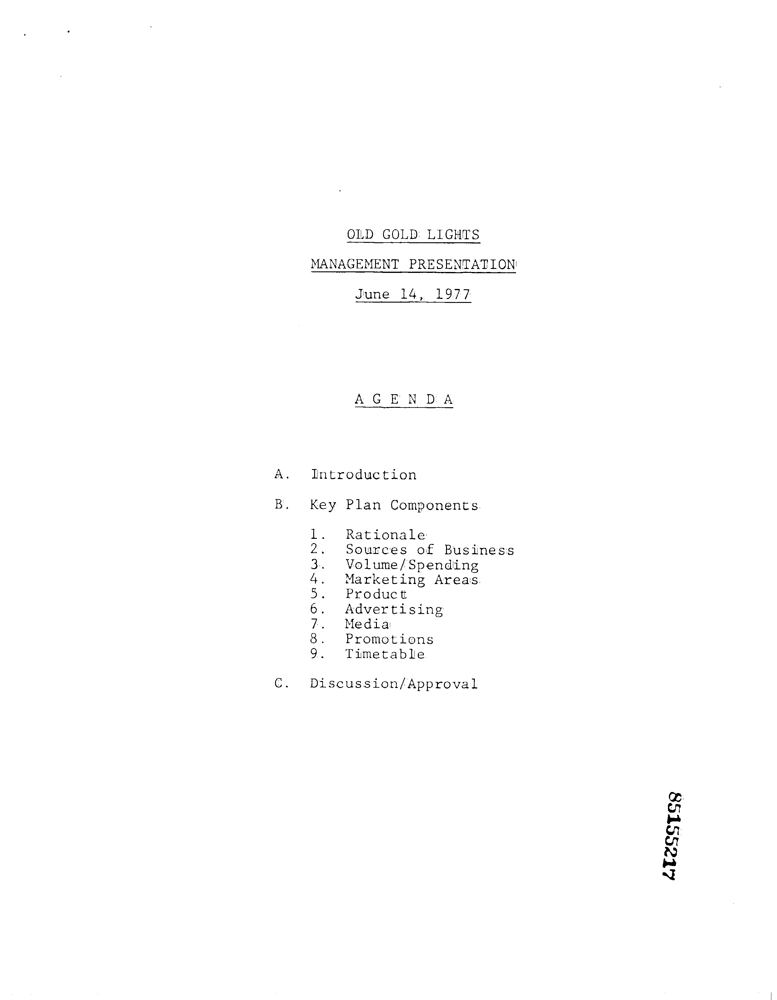 OLD GOLD LIGHTS
MANAGEMENT PRESENTATION
June 14, 1977
A G E N D A
A. Introduction
B. Key Plan Components
1. Rationale
2. Sources of Business
3. Volume/Spending
4. Marketing Areas
5. Product
6. Advertising
7. Media
8. Promotions
9. Timetable
C. Discussion/Approval
85155217